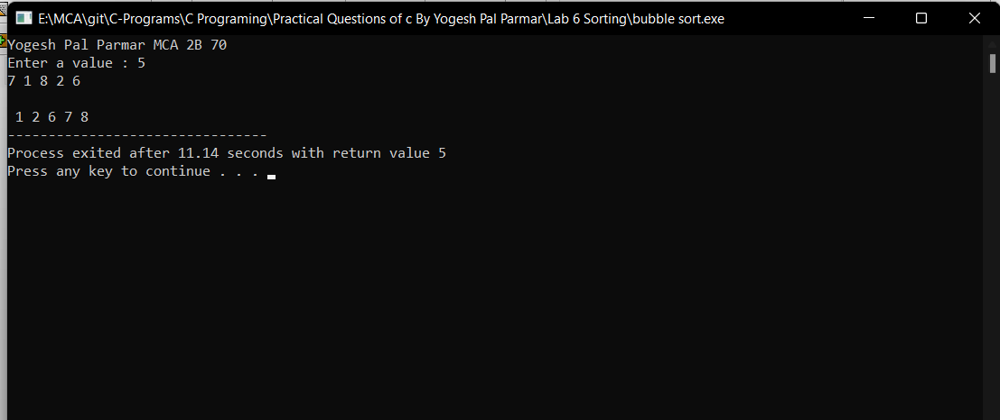 E:\MCA\git\C-Programs\C Programing\Practical Questions of c By Yogesh Pal Parmar\Lab 6 Sorting\bubble sort.exe
Yogesh Pal Parmar MCA 2B 70
Enter a value : 5
7 1 8 2 6
1 2 6 7 8
--------------------------------
Process exited after 11.14 seconds with return value 5
Press any key to continue . . .